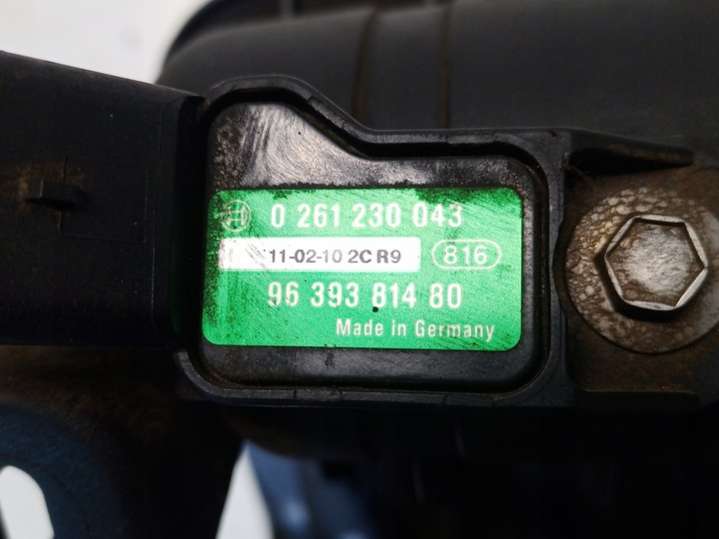 0 261 230 043
11-02-10 2C R9 816
96 393 814 80
Made in Germany